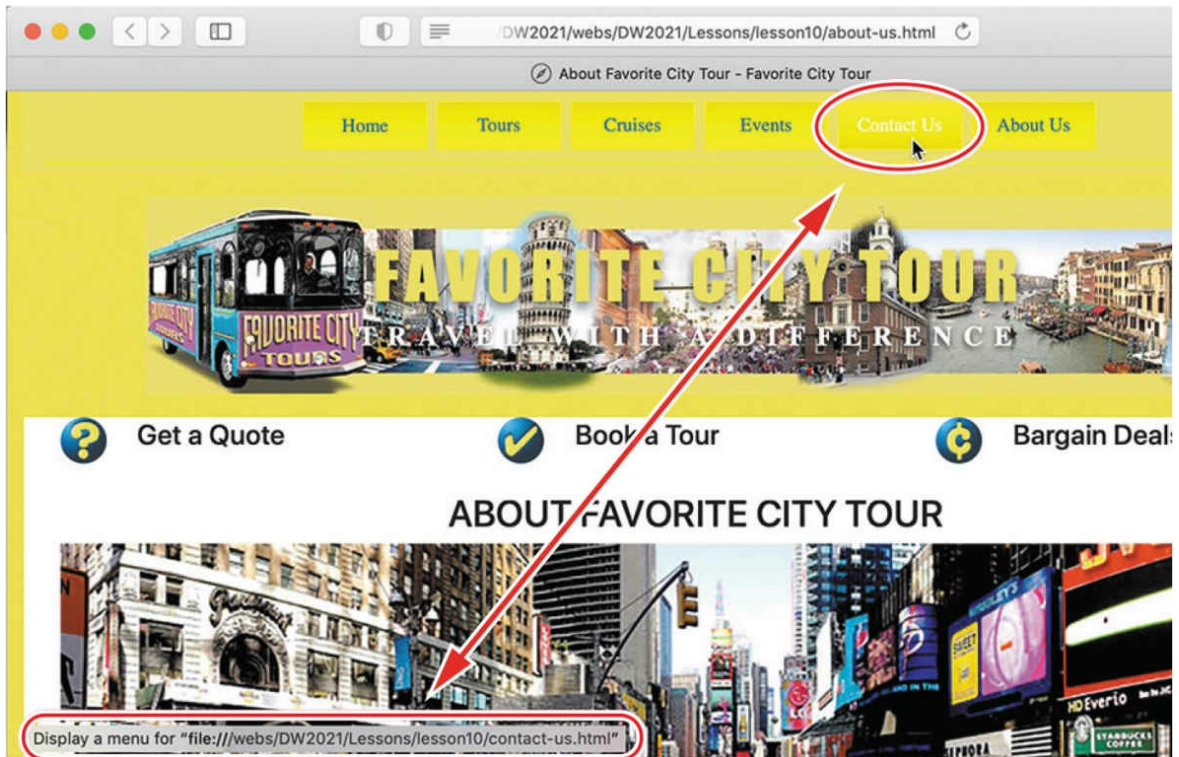 DW2021/webs/DW2021/Lessons/lesson10/about-us.html
About Favorite City Tour - Favorite City Tour
Home Tours Cruises Events Contact Us About Us
FAVORITE CITY TOUR
TRAVEL WITH A DIFFERENCE
FAVORITE CITY
TOURS
Get a Quote Book a Tour Bargain Deals
ABOUT FAVORITE CITY TOUR
SWEET
HD Everio
STARBUCKS
COFFEE
SEPHORA
Display a menu for “file:///webs/DW2021/Lessons/lesson10/contact-us.html”